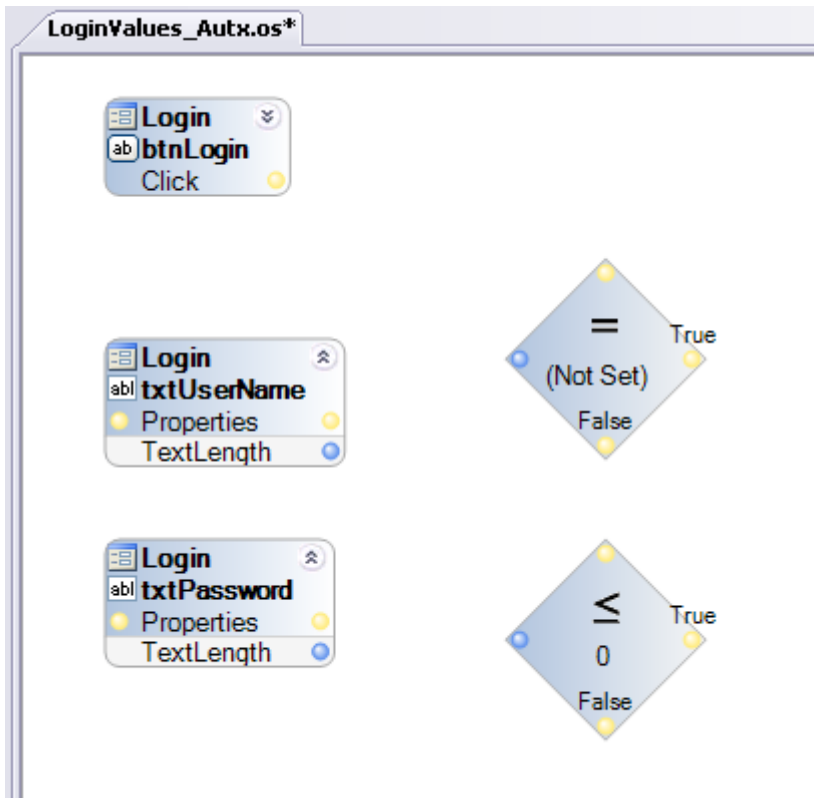 LoginValues_Autx.os*
Login
btnLogin
Click
=
True
(Not Set)
False
Login
txtUserName
Properties
TextLength
Login
txtPassword
Properties
TextLength
≤
True
0
False